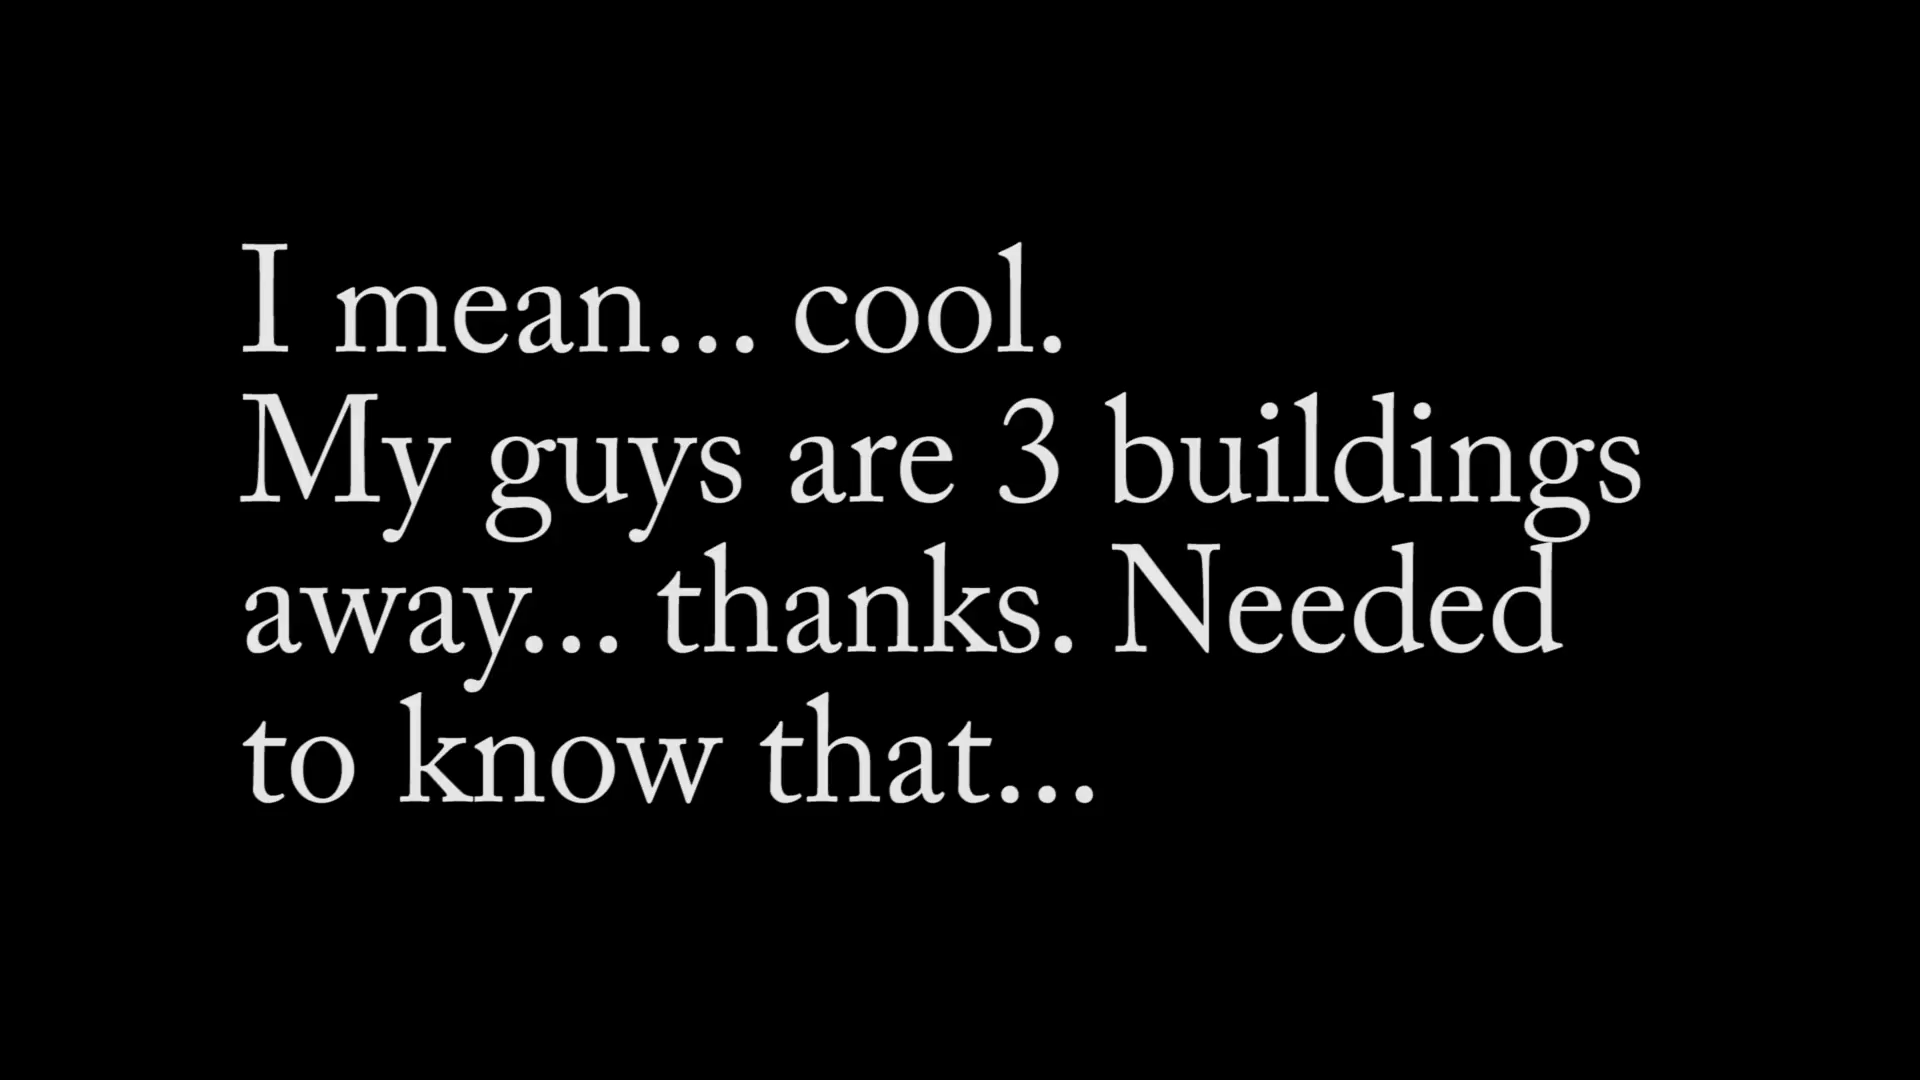 I mean... cool.
My guys are 3 buildings
away... thanks. Needed
to know that...